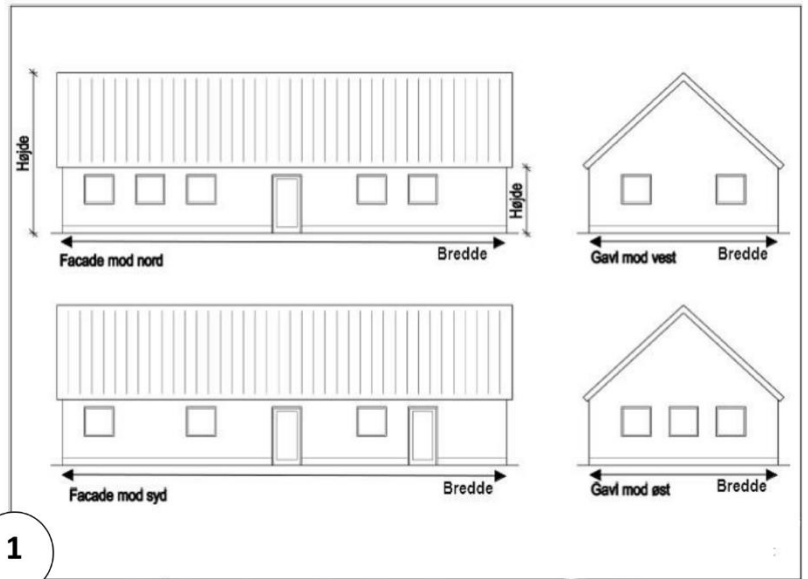 Højde
Højde
Facade mod nord
Bredde
Gavl mod vest
Bredde
Facade mod syd
Bredde
Gavl mod øst
Bredde
1